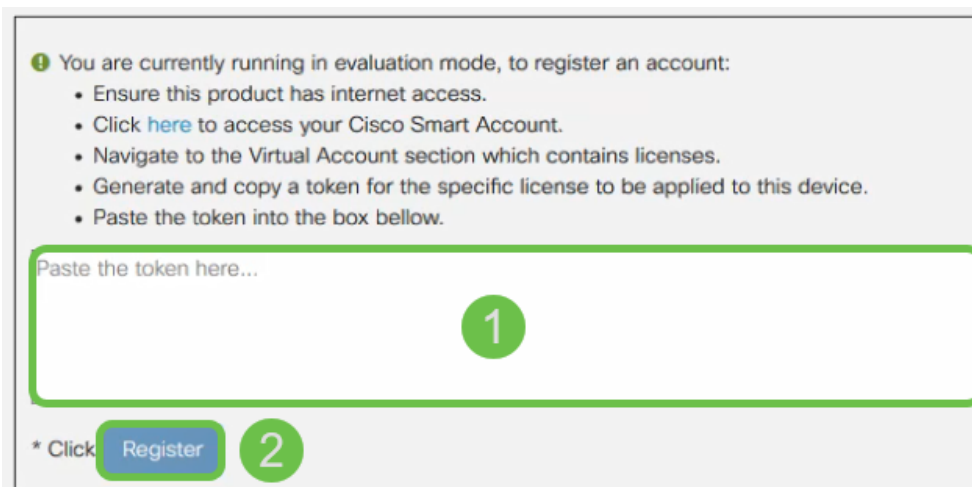 You are currently running in evaluation mode, to register an account:
• Ensure this product has internet access.
• Click here to access your Cisco Smart Account.
• Navigate to the Virtual Account section which contains licenses.
• Generate and copy a token for the specific license to be applied to this device.
• Paste the token into the box bellow.
Paste the token here...
1
* Click Register 2